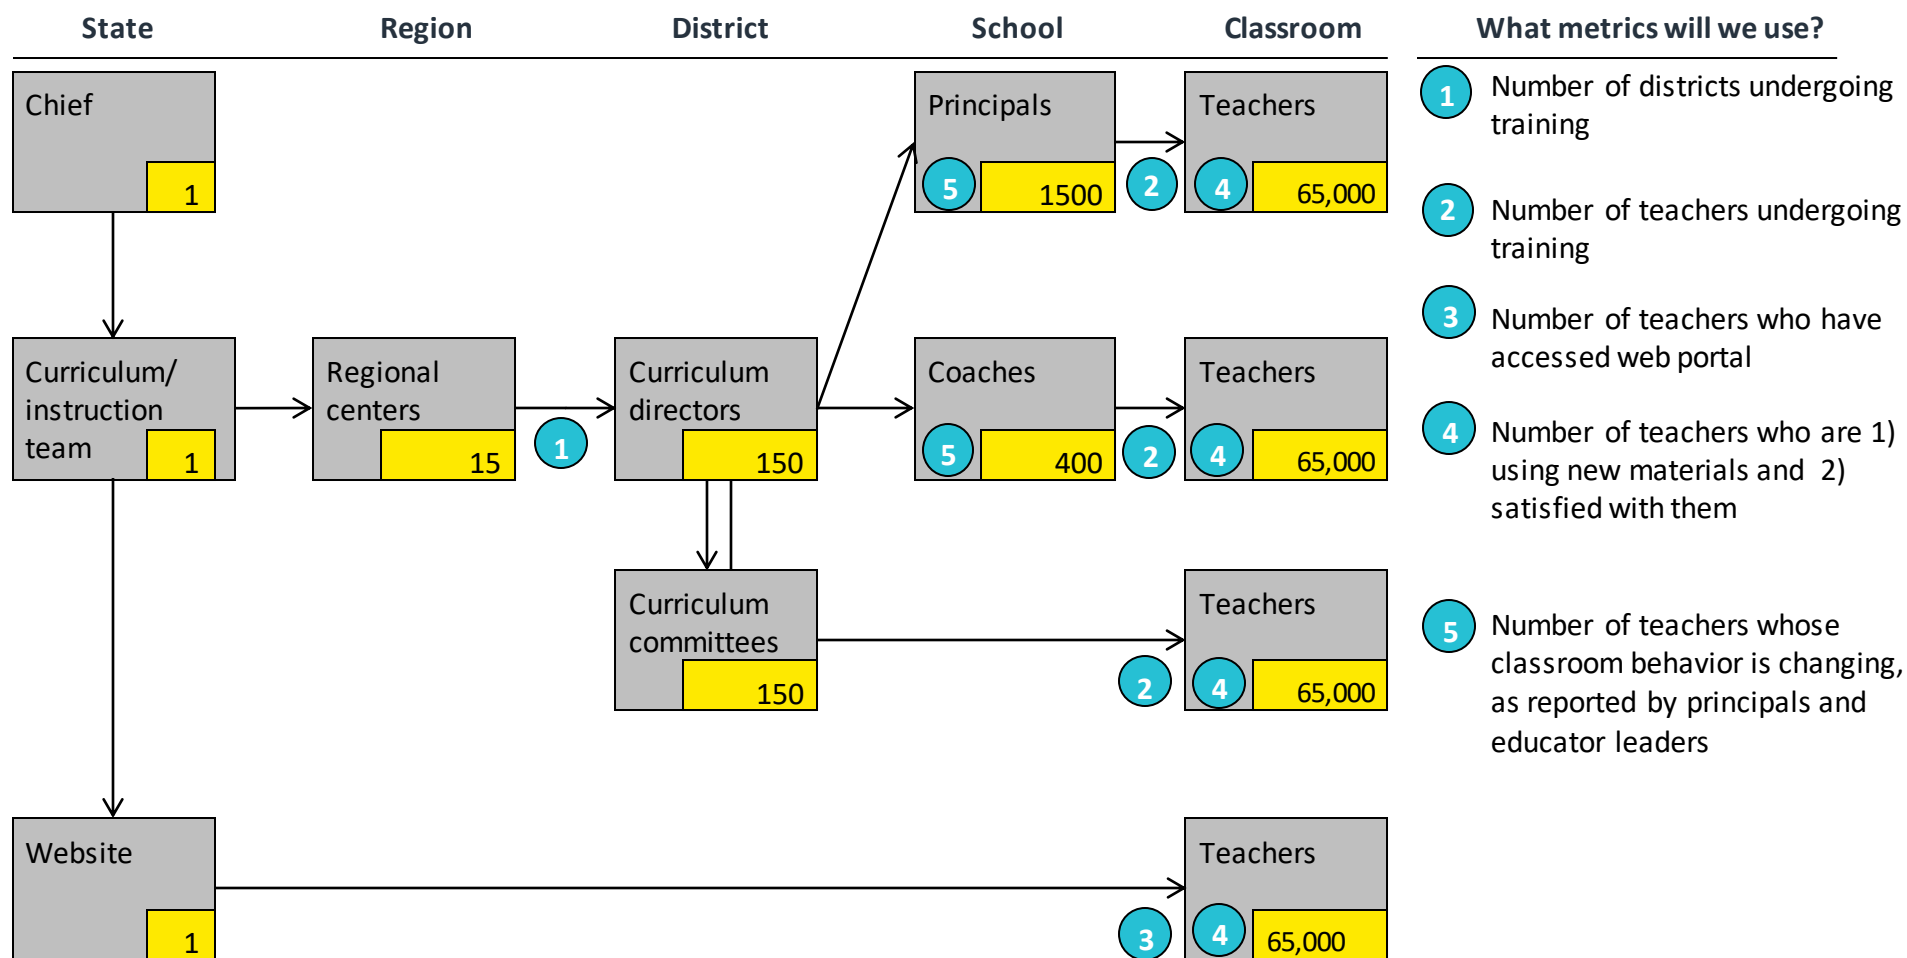 State
Region
District
School
Classroom
What metrics will we use?
Chief
1
Principals
5
1500
2
Teachers
4
65,000
Curriculum/
instruction
team
1
Regional
centers
15
1
Curriculum
directors
150
Coaches
5
400
2
Teachers
4
65,000
Curriculum
committees
150
2
Teachers
4
65,000
Website
1
3
Teachers
4
65,000
1
Number of districts undergoing
training
2
Number of teachers undergoing
training
3
Number of teachers who have
accessed web portal
4
Number of teachers who are 1)
using new materials and 2)
satisfied with them
5
Number of teachers whose
classroom behavior is changing,
as reported by principals and
educator leaders